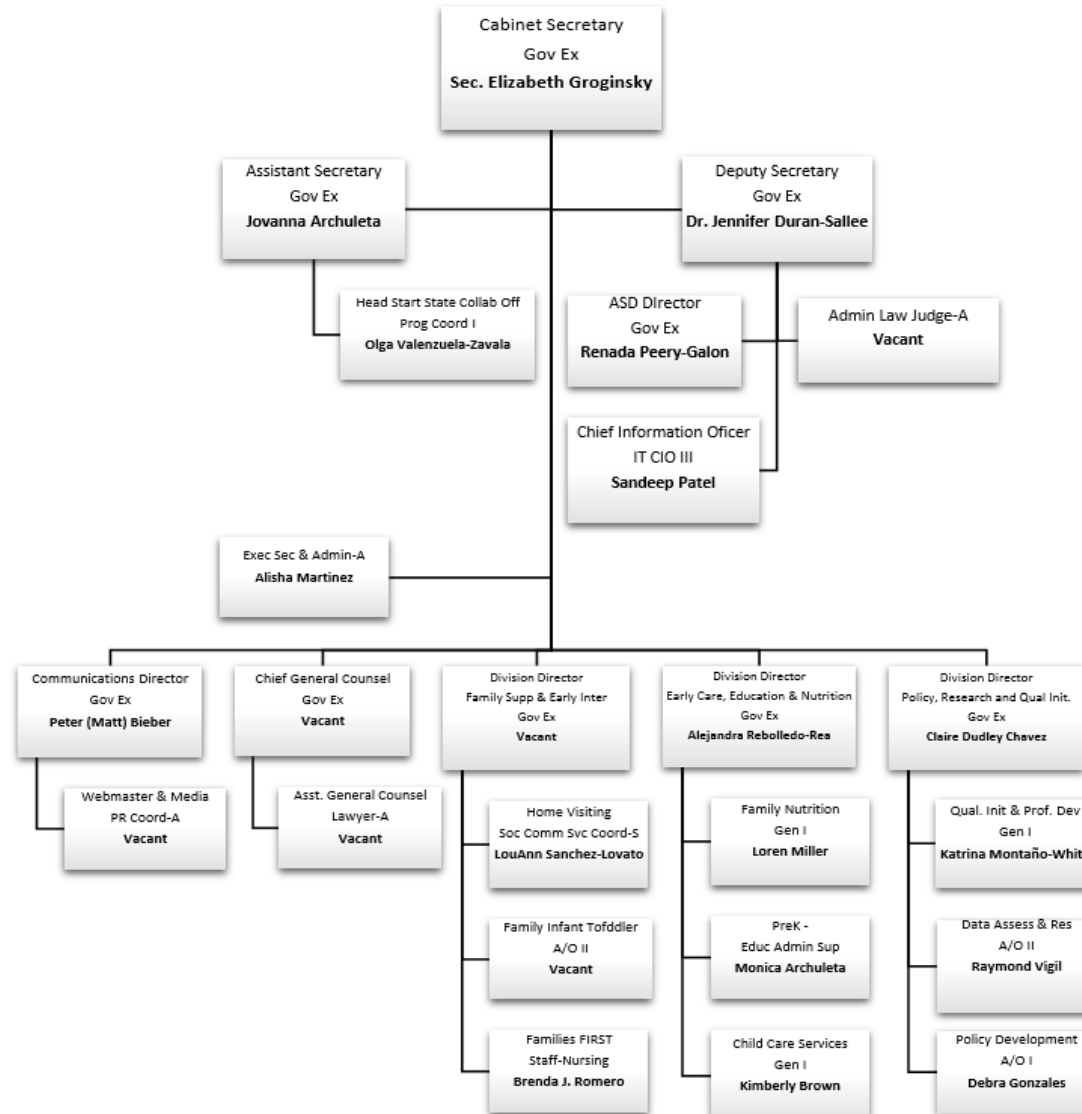 Cabinet Secretary
Gov Ex
Sec. Elizabeth Groginsky
Assistant Secretary
Gov Ex
Jovanna Archuleta
Deputy Secretary
Gov Ex
Dr. Jennifer Duran-Sallee
Head Start State Collab Off
Prog Coord I
Olga Valenzuela-Zavala
ASD DIrector
Gov Ex
Renada Peery-Galon
Admin Law Judge-A
Vacant
Chief Information Oficer
IT CIO III
Sandeep Patel
Exec Sec & Admin-A
Alisha Martinez
Communications Director
Gov Ex
Peter (Matt) Bieber
Chief General Counsel
Gov Ex
Vacant
Division Director
Family Supp & Early Inter
Gov Ex
Vacant
Division Director
Early Care, Education & Nutrition
Gov Ex
Alejandra Rebolledo-Rea
Division Director
Policy, Research and Qual Init.
Gov Ex
Claire Dudley Chavez
Webmaster & Media
PR Coord-A
Vacant
Asst. General Counsel
Lawyer-A
Vacant
Home Visiting
Soc Comm Svc Coord-S
LouAnn Sanchez-Lovato
Family Nutrition
Gen I
Loren Miller
Qual. Init & Prof. Dev
Gen I
Katrina Montaño-Whit
Family Infant Tofddler
A/O II
Vacant
PreK -
Educ Admin Sup
Monica Archuleta
Data Assess & Res
A/O II
Raymond Vigil
Families FIRST
Staff-Nursing
Brenda J. Romero
Child Care Services
Gen I
Kimberly Brown
Policy Development
A/O I
Debra Gonzales